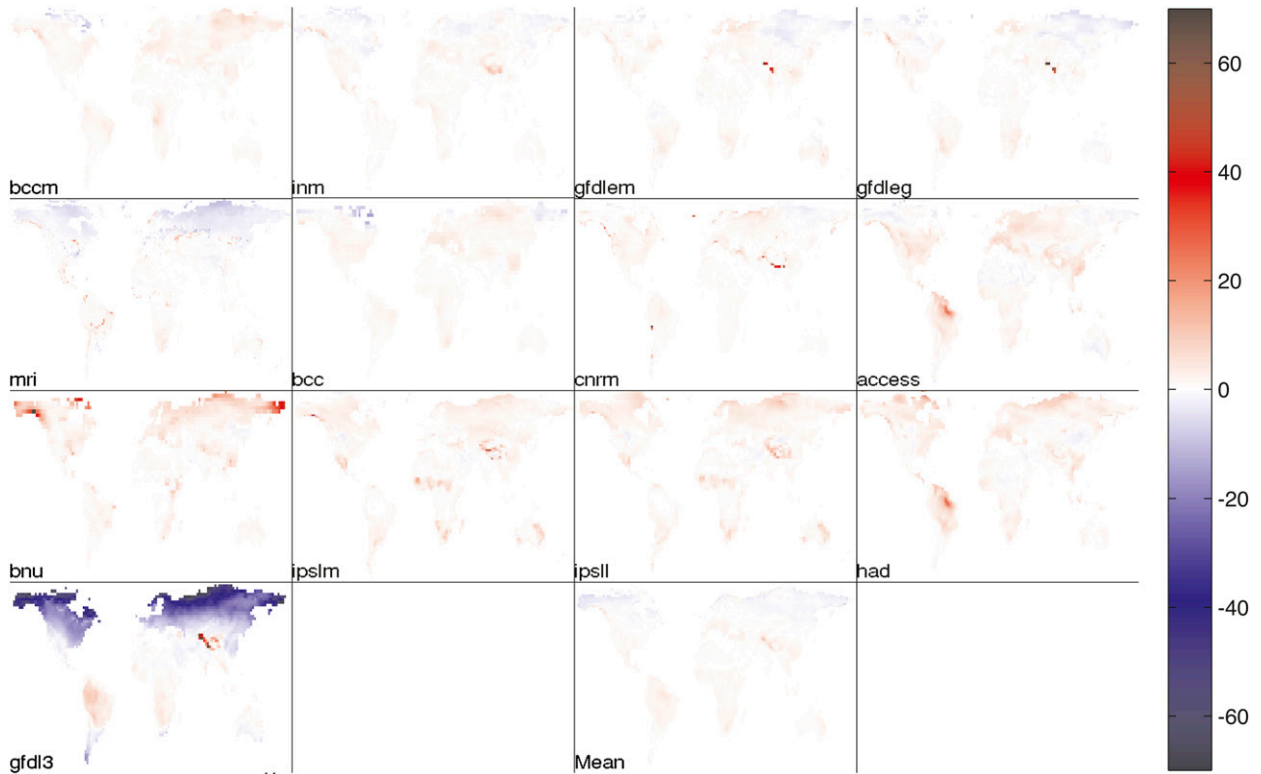 bccm
inm
gfdlem
gfdleg
mri
bcc
cnrm
access
bnu
ipslm
ipsll
had
gfdl3
Mean
60
40
20
0
-20
-40
-60